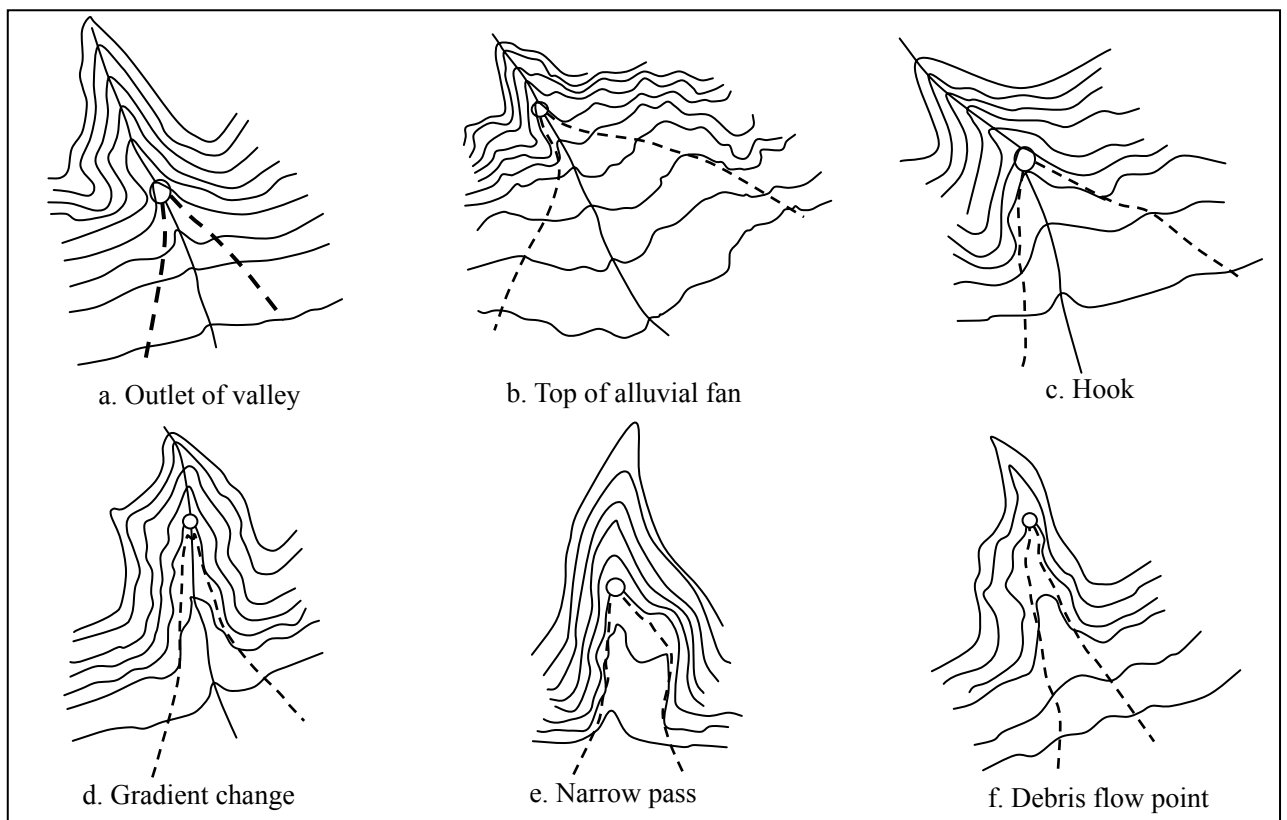 a. Outlet of valley
b. Top of alluvial fan
c. Hook
d. Gradient change
e. Narrow pass
f. Debris flow point